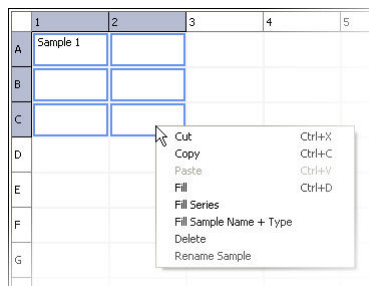 1 2 3 4 5
A Sample 1
B
C
Cut Ctrl+X
D Copy Ctrl+C
Paste Ctrl+V
E Fill Ctrl+D
Fill Series
F Fill Sample Name + Type
Delete
G Rename Sample